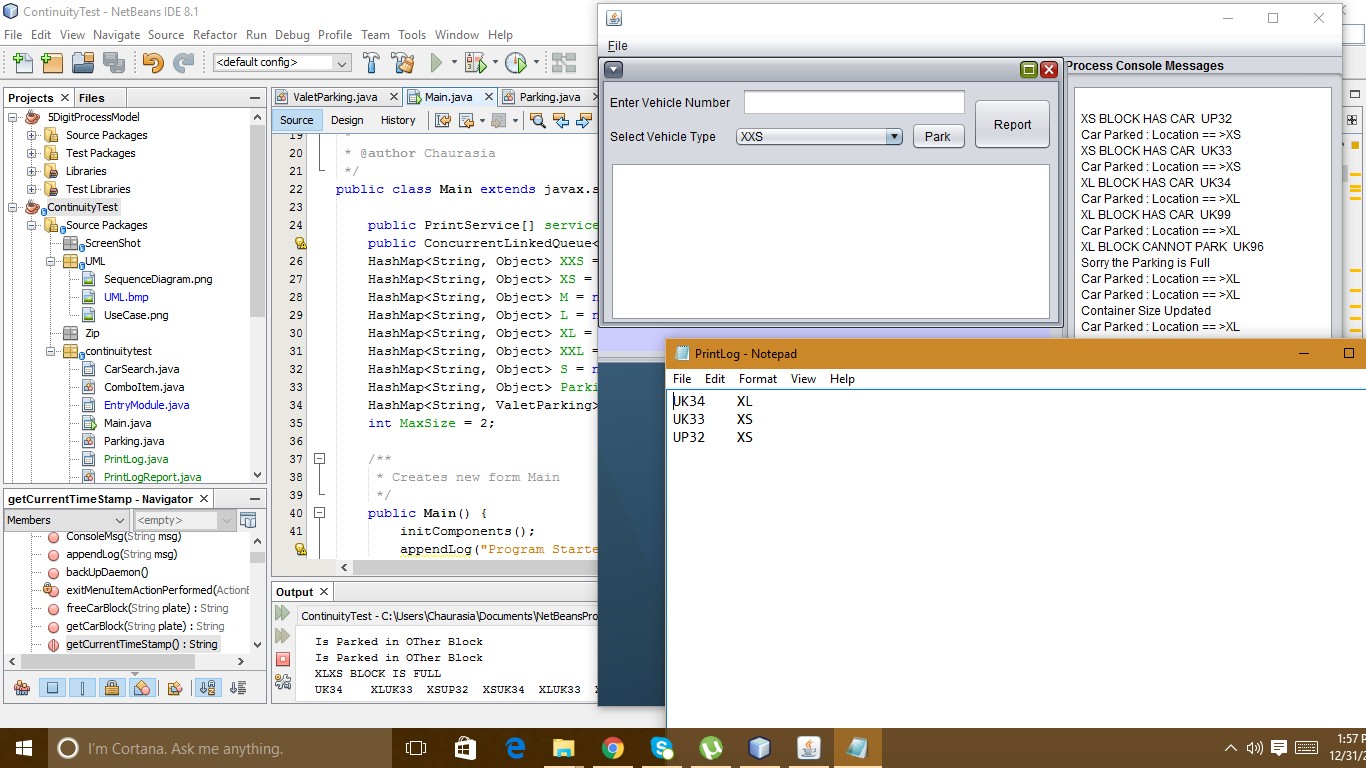 ContinuityTest - NetBeans IDE 8.1
File Edit View Navigate Source Refactor Run Debug Profile Team Tools Window Help
<default config>
Projects Files
5DigitProcessModel
Source Packages
Test Packages
Libraries
Test Libraries
ContinuityTest
Source Packages
ScreenShot
UML
SequenceDiagram.png
UML.bmp
UseCase.png
Zip
continuitytest
CarSearch.java
ComboItem.java
EntryModule.java
Main.java
Parking.java
PrintLog.java
PrintLogReport.java
getCurrentTimeStamp - Navigator
Members <empty>
ConsoleMsg(String msg)
appendLog(String msg)
backUpDaemon()
exitMenuItemActionPerformed(ActionE
freeCarBlock(String plate) : String
getCarBlock(String plate) : String
getCurrentTimeStamp() : String
ValetParking.java Main.java Parking.java
Source Design History
19 *
20 * @author Chaurasia
21 */
22 public class Main extends javax.s
23
24 public PrintService[] service
public ConcurrentLinkedQueue<
26 HashMap<String, Object> XXS =
27 HashMap<String, Object> XS =
28 HashMap<String, Object> M = n
29 HashMap<String, Object> L = n
30 HashMap<String, Object> XL =
31 HashMap<String, Object> XXL =
32 HashMap<String, Object> S = n
33 HashMap<String, Object> Parki
34 HashMap<String, ValetParking>
35 int MaxSize = 2;
36
37 /**
38 * Creates new form Main
39 */
40 public Main() {
41 initComponents();
appendLog("Program Starte
Output
ContinuityTest - C:\Users\Chaurasia\Documents\NetBeansPro
Is Parked in OTher Block
Is Parked in OTher Block
XLXS BLOCK IS FULL
UK34 XLUK33 XSUP32 XSUK34 XLUK33 X
File
Enter Vehicle Number
Select Vehicle Type XXS Park
Report
Process Console Messages
XS BLOCK HAS CAR UP32
Car Parked : Location == >XS
XS BLOCK HAS CAR UK33
Car Parked : Location == >XS
XL BLOCK HAS CAR UK34
Car Parked : Location == >XL
XL BLOCK HAS CAR UK99
Car Parked : Location == >XL
XL BLOCK CANNOT PARK UK96
Sorry the Parking is Full
Car Parked : Location == >XL
Car Parked : Location == >XL
Container Size Updated
Car Parked : Location == >XL
PrintLog - Notepad
File Edit Format View Help
UK34 XL
UK33 XS
UP32 XS
I'm Cortana. Ask me anything.
1:57 P
12/31/2